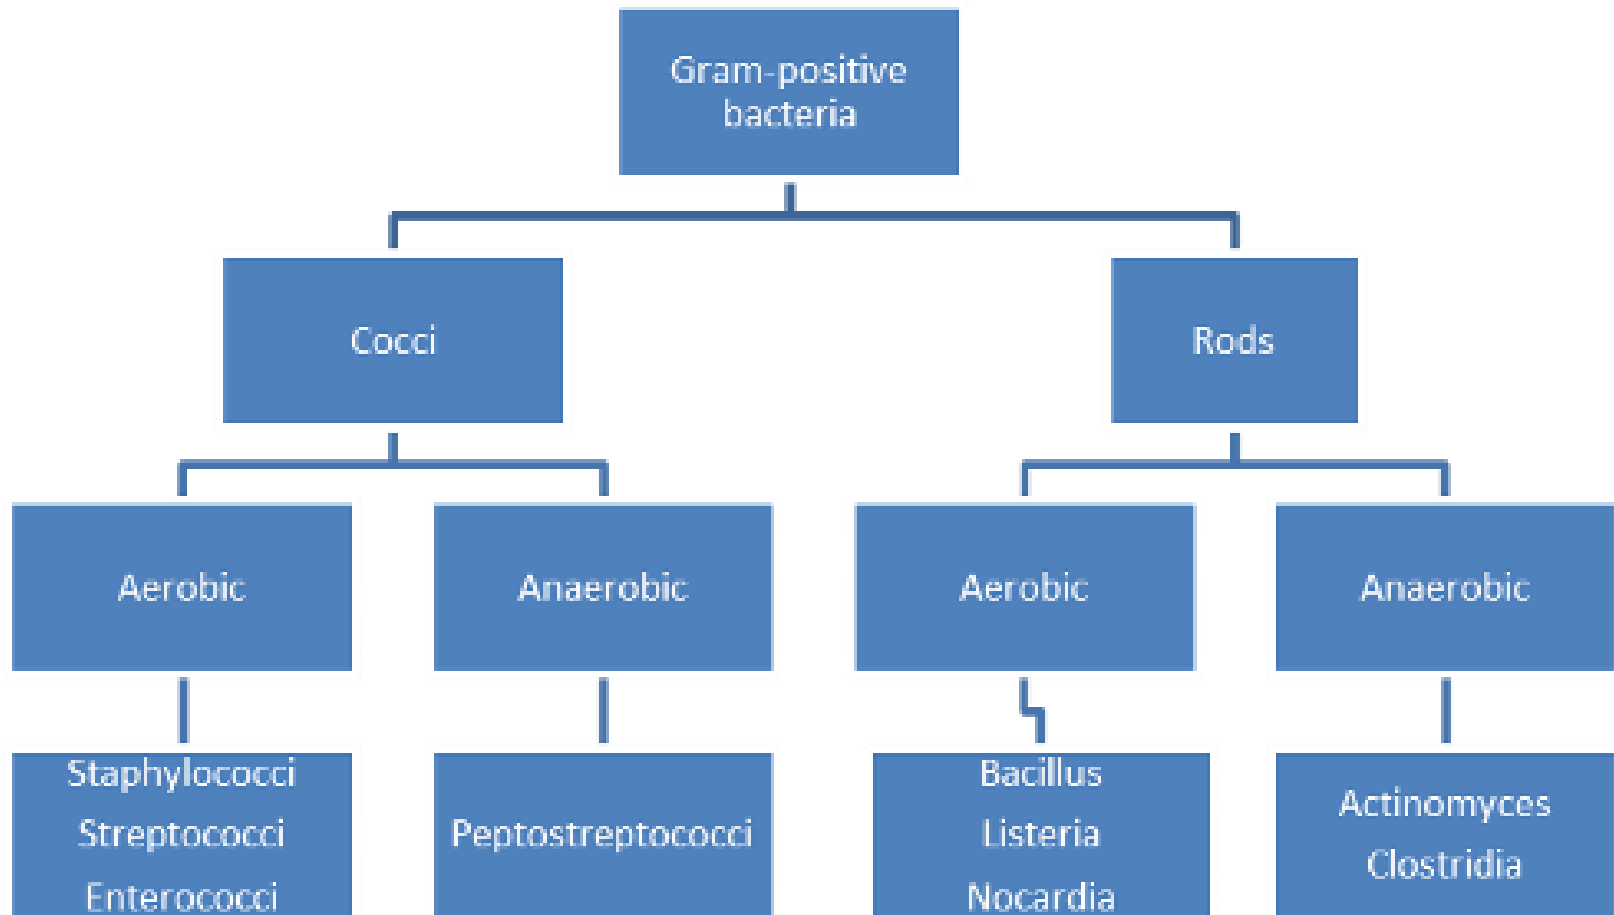 Gram-positive
bacteria
Cocci
Rods
Aerobic
Anaerobic
Aerobic
Anaerobic
Staphylococci
Streptococci
Enterococci
Peptostreptococci
Bacillus
Listeria
Nocardia
Actinomyces
Clostridia